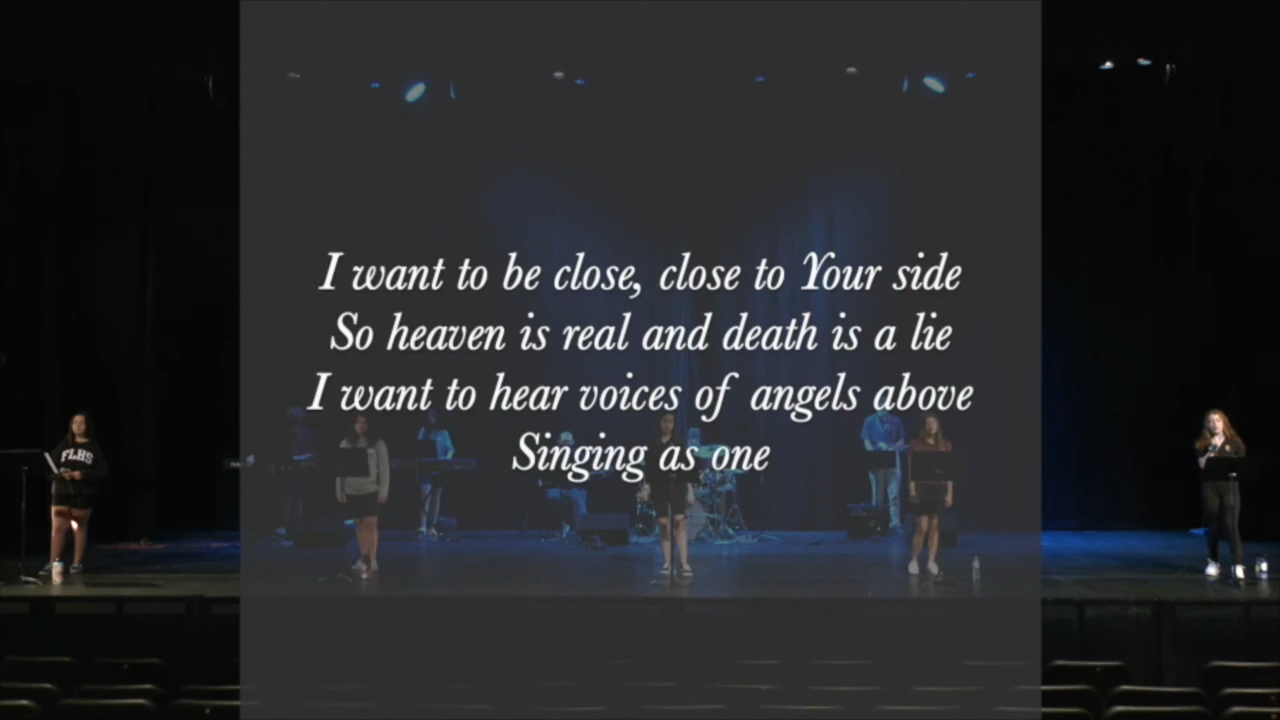 I want to be close, close to Your side
So heaven is real and death is a lie
I want to hear voices of angels above
Singing as one
FLHS